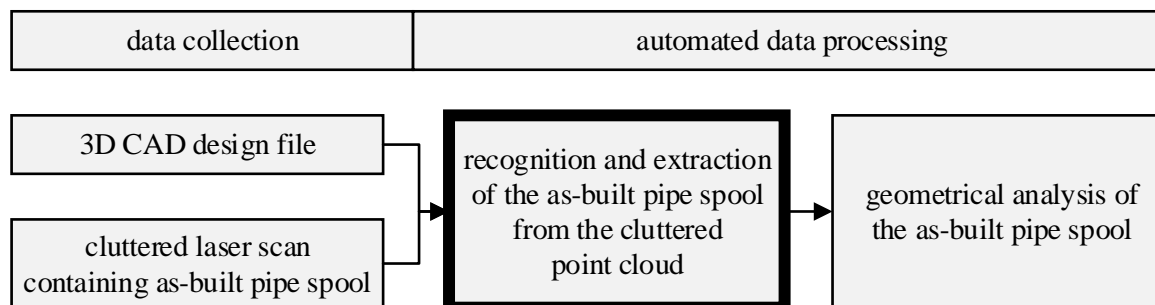 data collection
automated data processing
3D CAD design file
cluttered laser scan
containing as-built pipe spool
recognition and extraction
of the as-built pipe spool
from the cluttered
point cloud
geometrical analysis of
the as-built pipe spool